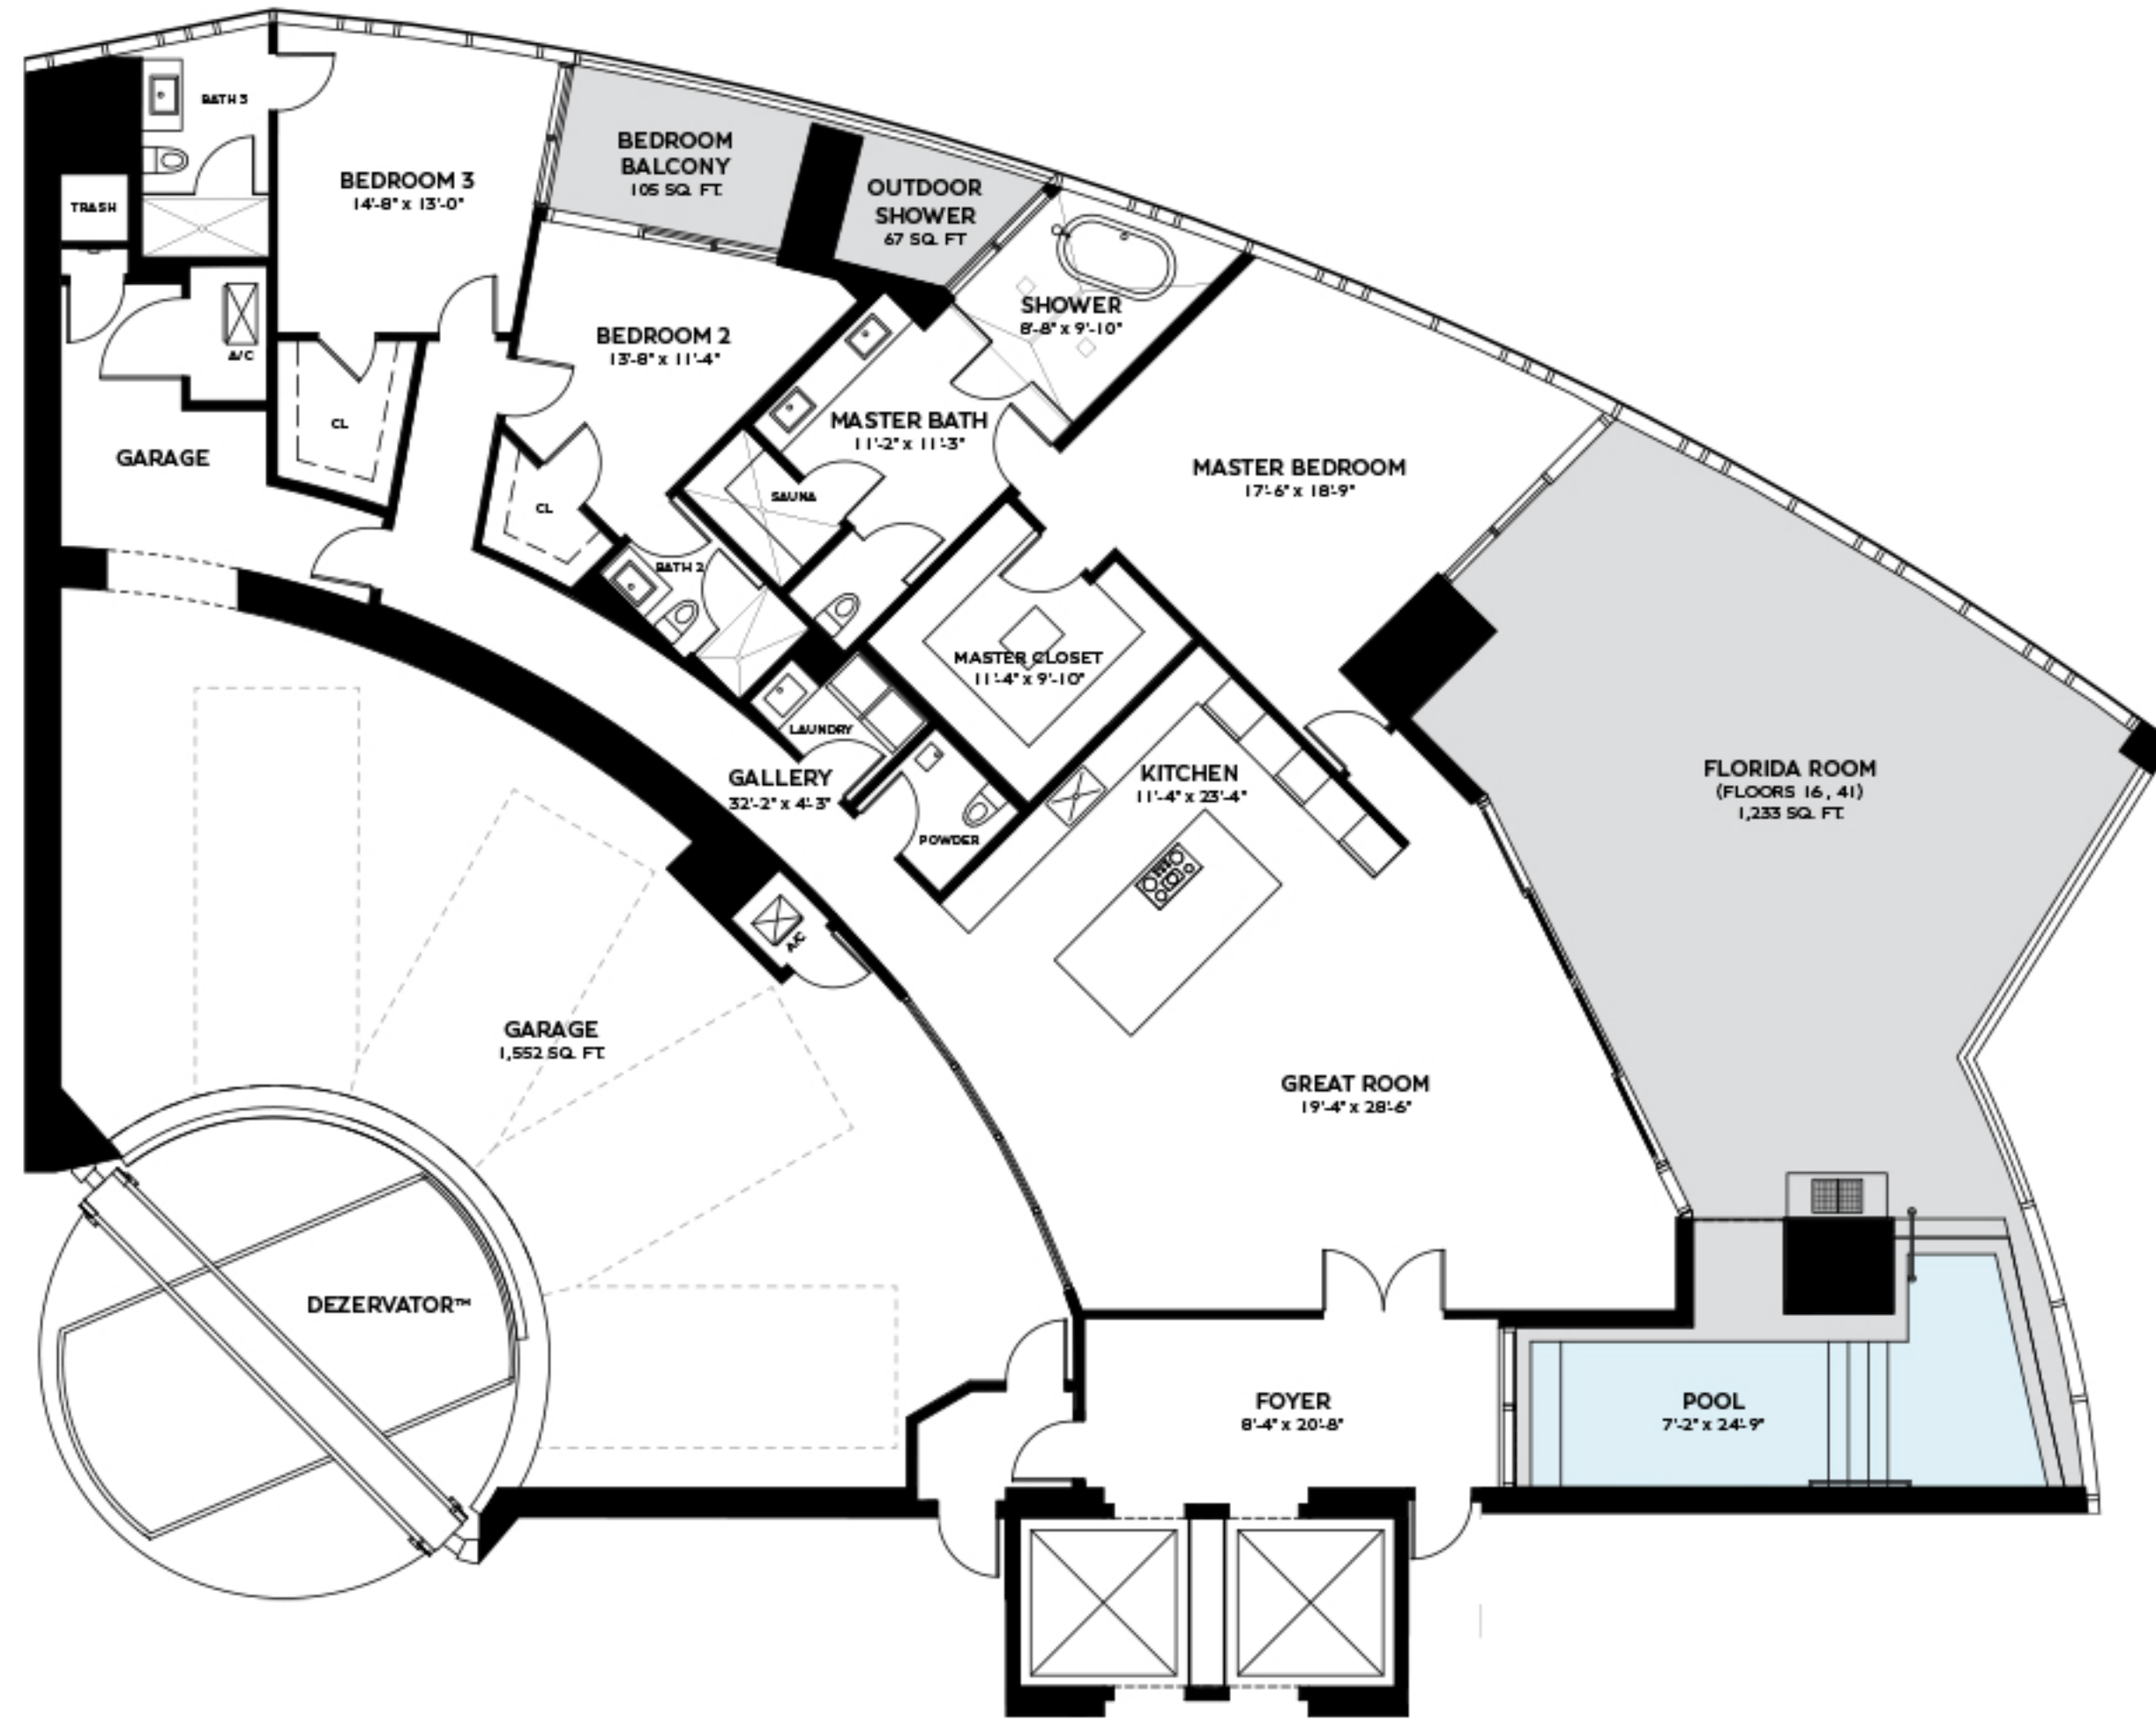 BATH 3
BEDROOM 3
14'-8" x 13'-0"
BEDROOM
BALCONY
105 SQ. FT.
OUTDOOR
SHOWER
67 SQ. FT
TRASH
A/C
SHOWER
8'-8" x 9'-10"
BEDROOM 2
13'-8" x 11'-4"
CL
MASTER BATH
11'-2" x 11'-3"
GARAGE
MASTER BEDROOM
17'-6" x 18'-9"
SAUNA
CL
BATH 2
MASTER CLOSET
11'-4" x 9'-10"
LAUNDRY
GALLERY
32'-2" x 4'-3"
KITCHEN
11'-4" x 23'-4"
FLORIDA ROOM
(FLOORS 16, 41)
1,233 SQ. FT.
POWDER
A/C
GARAGE
1,552 SQ. FT.
GREAT ROOM
19'-4" x 28'-6"
DEZERVATOR™
FOYER
8'-4" x 20'-8"
POOL
7'-2" x 24'-9"